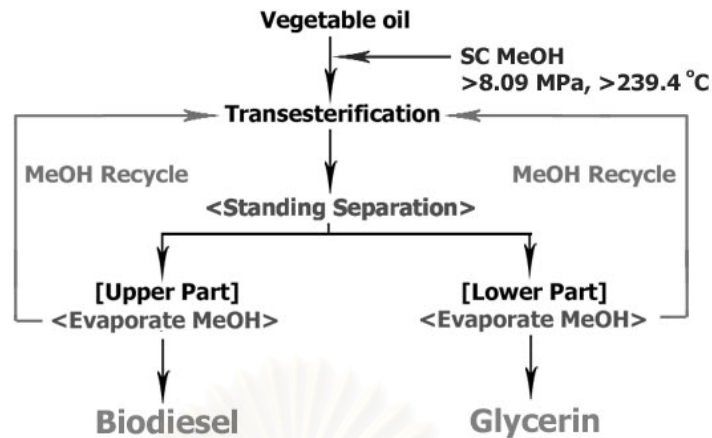 Vegetable oil
SC MeOH
>8.09 MPa, >239.4 °C
Transesterification
MeOH Recycle
MeOH Recycle
<Standing Separation>
[Upper Part]
<Evaporate MeOH>
[Lower Part]
<Evaporate MeOH>
Biodiesel
Glycerin